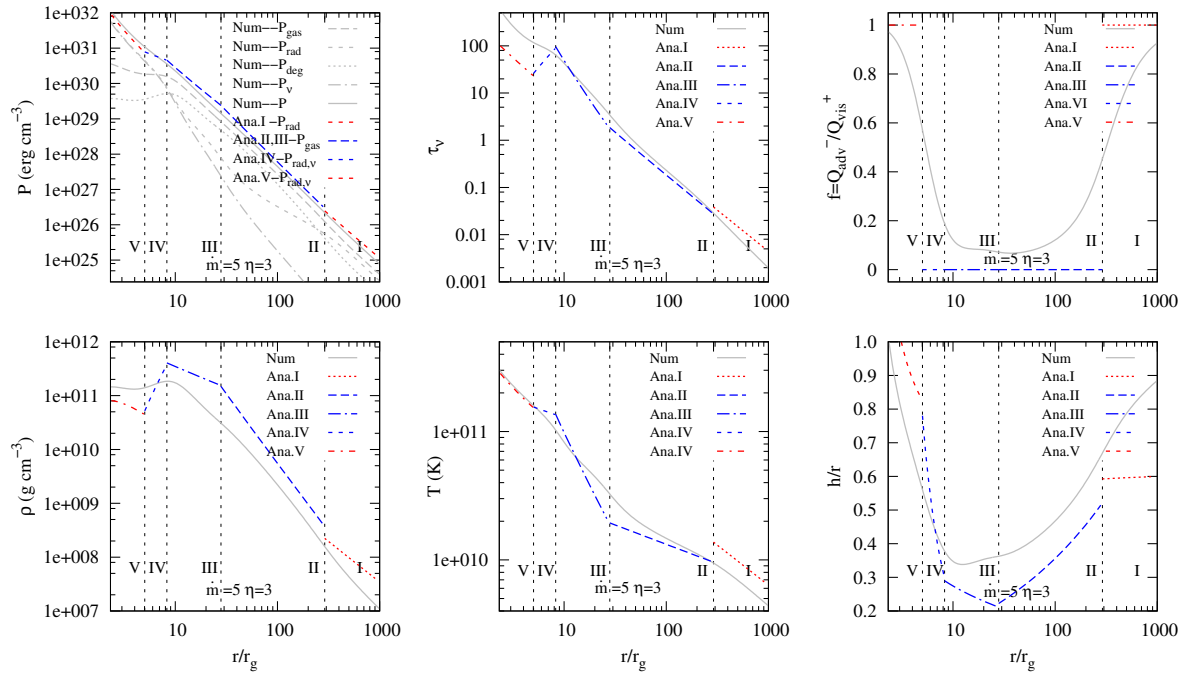 1e+032
1e+031
1e+030
1e+029
1e+028
1e+027
1e+026
1e+025
P (erg cm⁻³)
Num−−P_gas
Num−−P_rad
Num−−P_deg
Num−−P_ν
Num−−P
Ana.I −P_rad
Ana.II,III−P_gas
Ana.IV−P_rad,ν
Ana.V−P_rad,ν
V IV III II I
ṁ=5 η=3
10 100 1000
100
10
1
0.1
0.01
0.001
τ_ν
Num
Ana.I
Ana.II
Ana.III
Ana.IV
Ana.V
V IV III II I
ṁ=5 η=3
10 100 1000
1
0.8
0.6
0.4
0.2
0
f=Q_adv⁻/Q_vis⁺
Num
Ana.I
Ana.II
Ana.III
Ana.VI
Ana.V
V IV III II I
ṁ=5 η=3
10 100 1000
1e+012
1e+011
1e+010
1e+009
1e+008
1e+007
ρ (g cm⁻³)
Num
Ana.I
Ana.II
Ana.III
Ana.IV
Ana.V
V IV III II I
ṁ=5 η=3
10 100 1000
r/r_g
1e+011
1e+010
T (K)
Num
Ana.I
Ana.II
Ana.III
Ana.IV
Ana.V
V IV III II I
ṁ=5 η=3
10 100 1000
r/r_g
1.0
0.9
0.8
0.7
0.6
0.5
0.4
0.3
0.2
h/r
Num
Ana.I
Ana.II
Ana.III
Ana.IV
Ana.V
V IV III II I
ṁ=5 η=3
10 100 1000
r/r_g